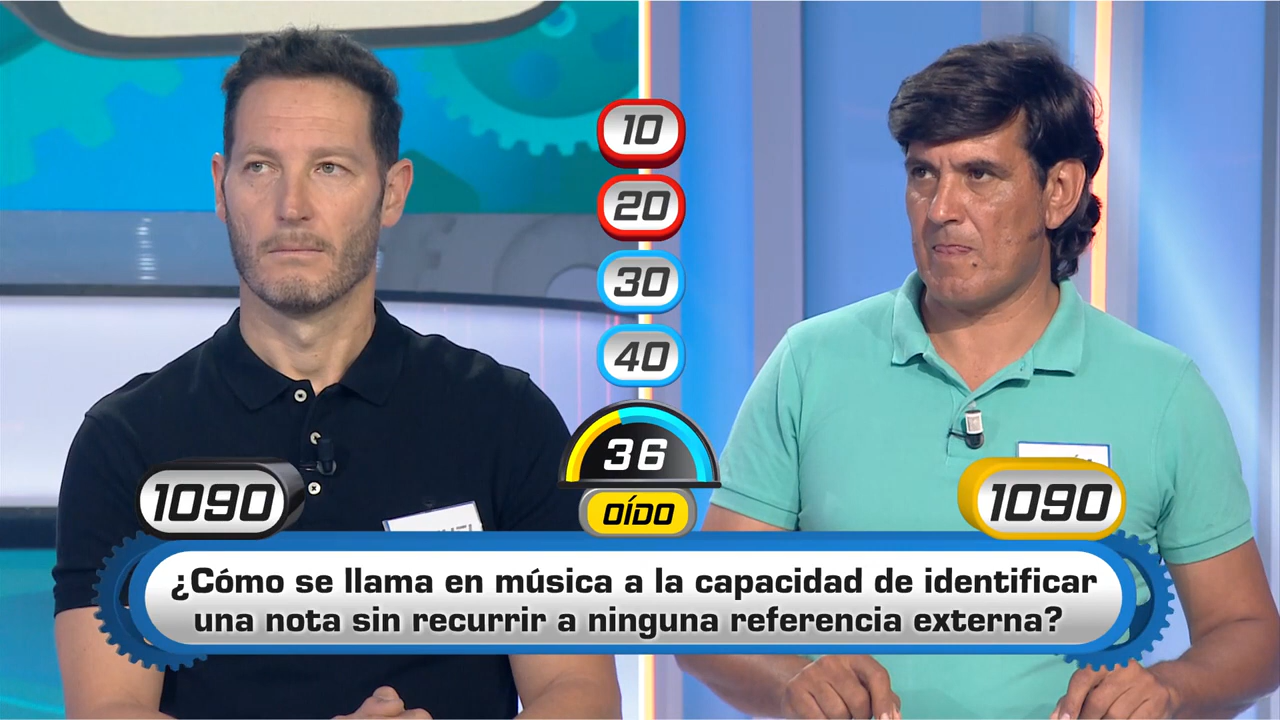 10
20
30
40
36
OÍDO
1090
1090
¿Cómo se llama en música a la capacidad de identificar
una nota sin recurrir a ninguna referencia externa?